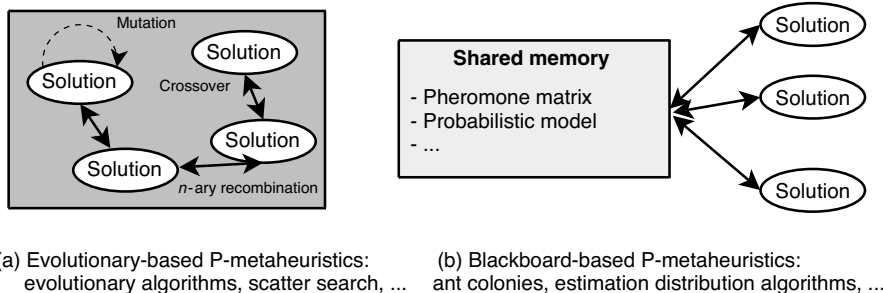 Mutation
Solution
Solution
Crossover
Solution
Solution
n-ary recombination
Shared memory
- Pheromone matrix
- Probabilistic model
- ...
Solution
Solution
Solution
(a) Evolutionary-based P-metaheuristics:
evolutionary algorithms, scatter search, ...
(b) Blackboard-based P-metaheuristics:
ant colonies, estimation distribution algorithms, ...